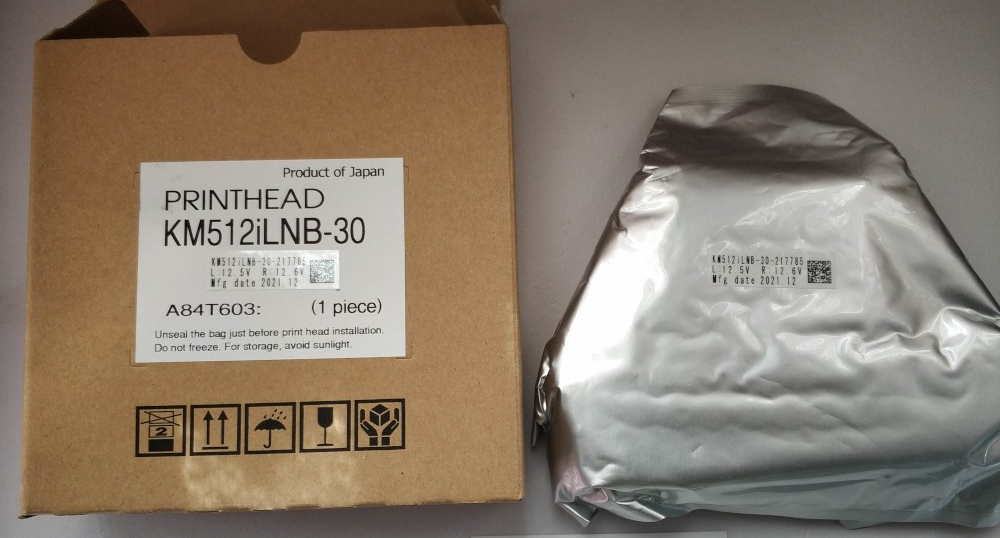 Product of Japan
PRINTHEAD
KM512iLNB-30
KM512iLNB-30-217785
L:12.5V R:12.6V
Mfg date 2021.12
A84T603: (1 piece)
Unseal the bag just before print head installation.
Do not freeze. For storage, avoid sunlight.
2
KM512iLNB-30-217785
L:12.5V R:12.6V
Mfg date 2021.12